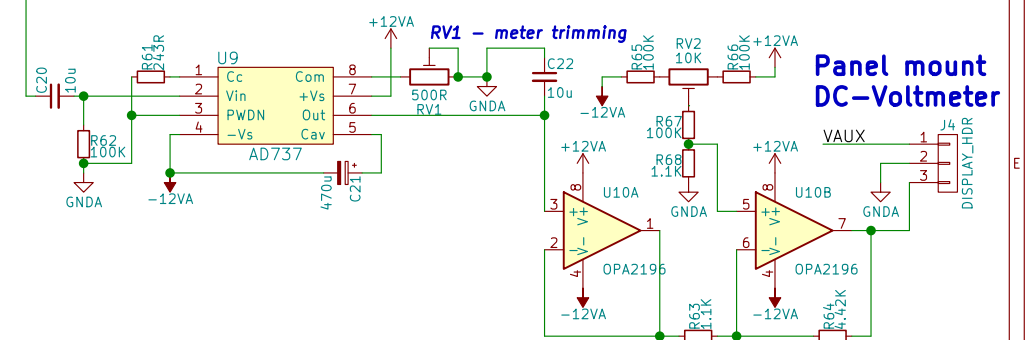 +12VA
RV1 - meter trimming
R61
243R
U9
C20
10u
1
Cc
Com
8
2
Vin
+Vs
7
3
PWDN
Out
6
4
-Vs
Cav
5
AD737
R62
100K
GNDA
-12VA
470u
C21
+
500R
RV1
GNDA
C22
10u
R65
100K
RV2
10K
R66
100K
+12VA
-12VA
R67
100K
R68
1.1K
GNDA
+12VA
8
U10A
3
+
V+
1
2
-
V-
4
OPA2196
-12VA
+12VA
8
U10B
5
+
V+
7
6
-
V-
4
OPA2196
-12VA
R63
1.1K
R64
4.42K
Panel mount
DC-Voltmeter
VAUX
J4
1
2
3
DISPLAY_HDR
GNDA
E